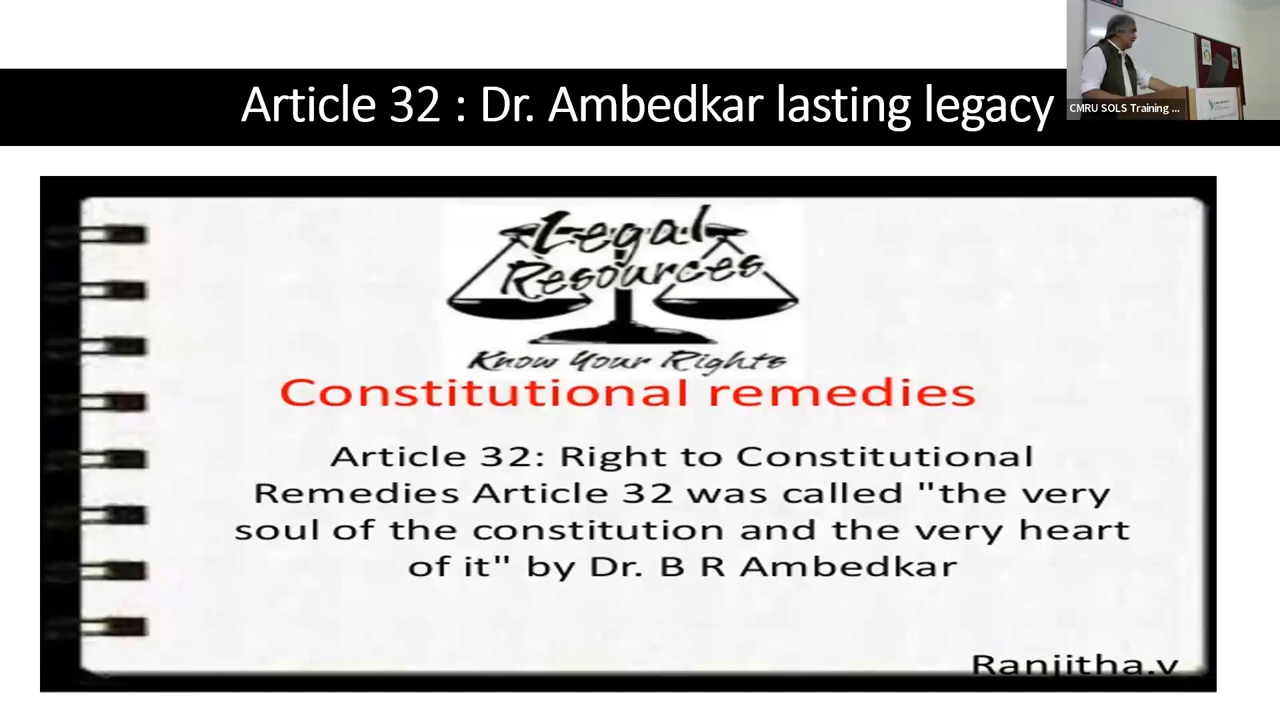 Article 32 : Dr. Ambedkar lasting legacy
CMRU SOLS Training ...
Legal
Resources
Know Your Rights
Constitutional remedies
Article 32: Right to Constitutional
Remedies Article 32 was called "the very
soul of the constitution and the very heart
of it" by Dr. B R Ambedkar
Ranjitha.v